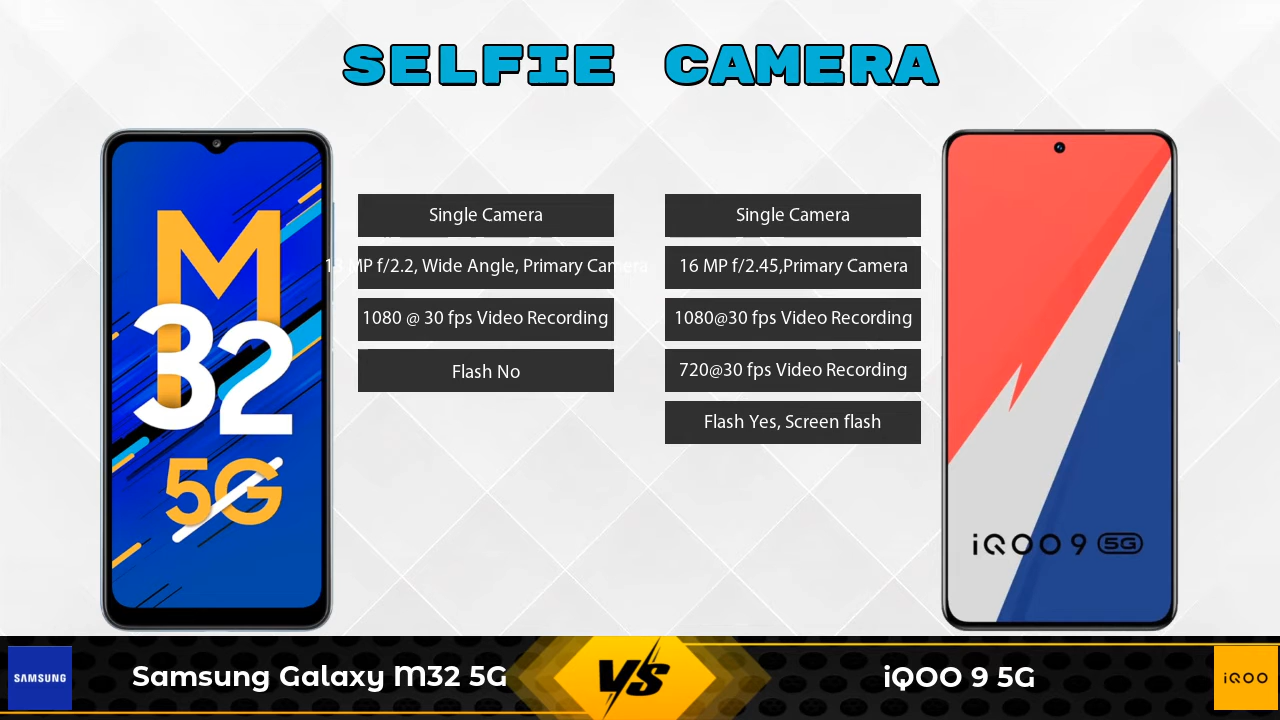 SELFIE CAMERA
M
32
5G
Single Camera
13 MP f/2.2, Wide Angle, Primary Camera
1080 @ 30 fps Video Recording
Flash No
Single Camera
16 MP f/2.45,Primary Camera
1080@30 fps Video Recording
720@30 fps Video Recording
Flash Yes, Screen flash
iQOO 9 5G
SAMSUNG
Samsung Galaxy M32 5G
VS
iQOO 9 5G
iQOO